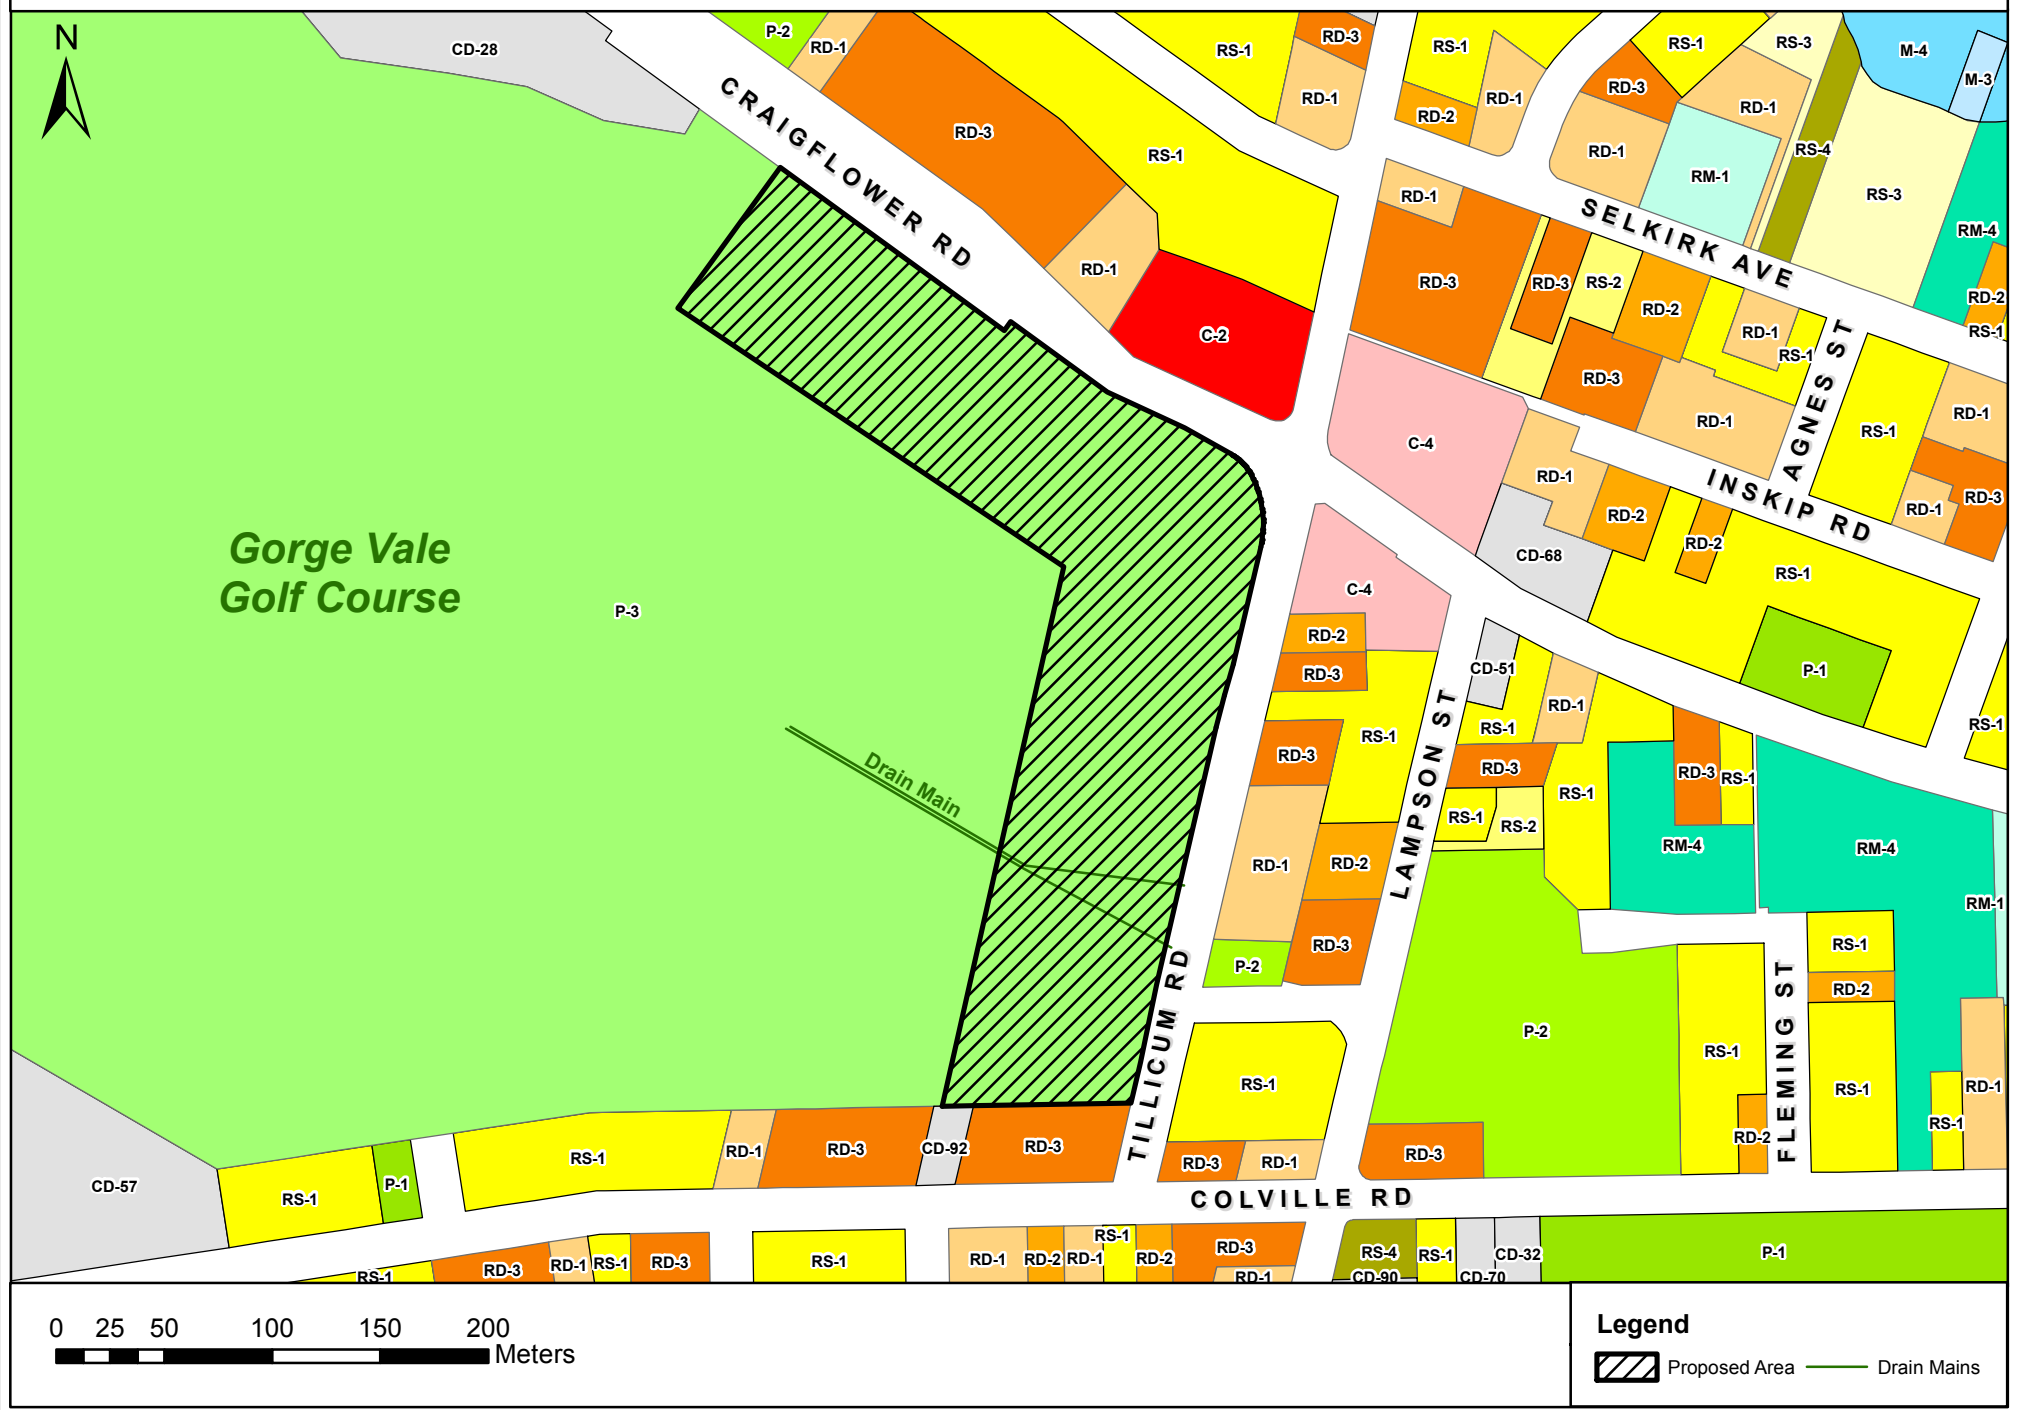 N
CD-28
P-2
RD-1
RS-1
RD-3
RS-1
RS-1
RS-3
M-4
M-3
RD-1
RD-2
RD-1
RD-3
RD-1
RD-3
RS-1
RD-1
RM-1
RS-4
RS-3
RM-4
CRAIGFLOWER RD
RD-1
SELKIRK AVE
RD-1
RD-3
RD-3
RS-2
RD-2
RD-1
RS-1
RD-2
RS-1
C-2
AGNES ST
RD-3
RD-1
RS-1
RD-1
C-4
RD-1
RD-2
INSKIP RD
RD-1
RD-3
CD-68
RD-2
RS-1
Gorge Vale
Golf Course
P-3
C-4
RD-2
RD-3
CD-51
RD-1
P-1
RS-1
RS-1
RS-1
LAMPSON ST
RD-3
RD-3
RS-1
RD-3
RS-1
Drain Main
RS-1
RS-2
RM-4
RM-4
RD-1
RD-2
RM-1
RD-3
P-2
TILLICUM RD
RS-1
RD-2
P-2
RS-1
FLEMING ST
RS-1
RS-1
RD-1
RS-1
RD-2
CD-57
RS-1
P-1
RS-1
RD-1
RD-3
CD-92
RD-3
RD-3
RD-1
RD-3
COLVILLE RD
RS-1
RD-3
RD-1
RS-1
RD-3
RS-1
RD-1
RD-2
RD-1
RS-1
RD-2
RD-3
RD-1
RS-4
CD-90
RS-1
CD-70
CD-32
P-1
0 25 50 100 150 200
Meters
Legend
Proposed Area
Drain Mains